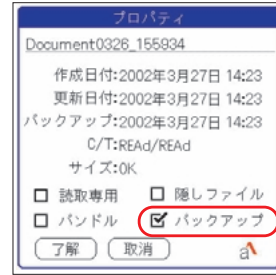 プロパティ
Document0326_155934
作成日付:2002年3月27日 14:23
更新日付:2002年3月27日 14:23
バックアップ:2002年3月27日 14:23
C/T:READ/READ
サイズ:0K
読取専用 隠しファイル
バンドル バックアップ
了解 取消 a